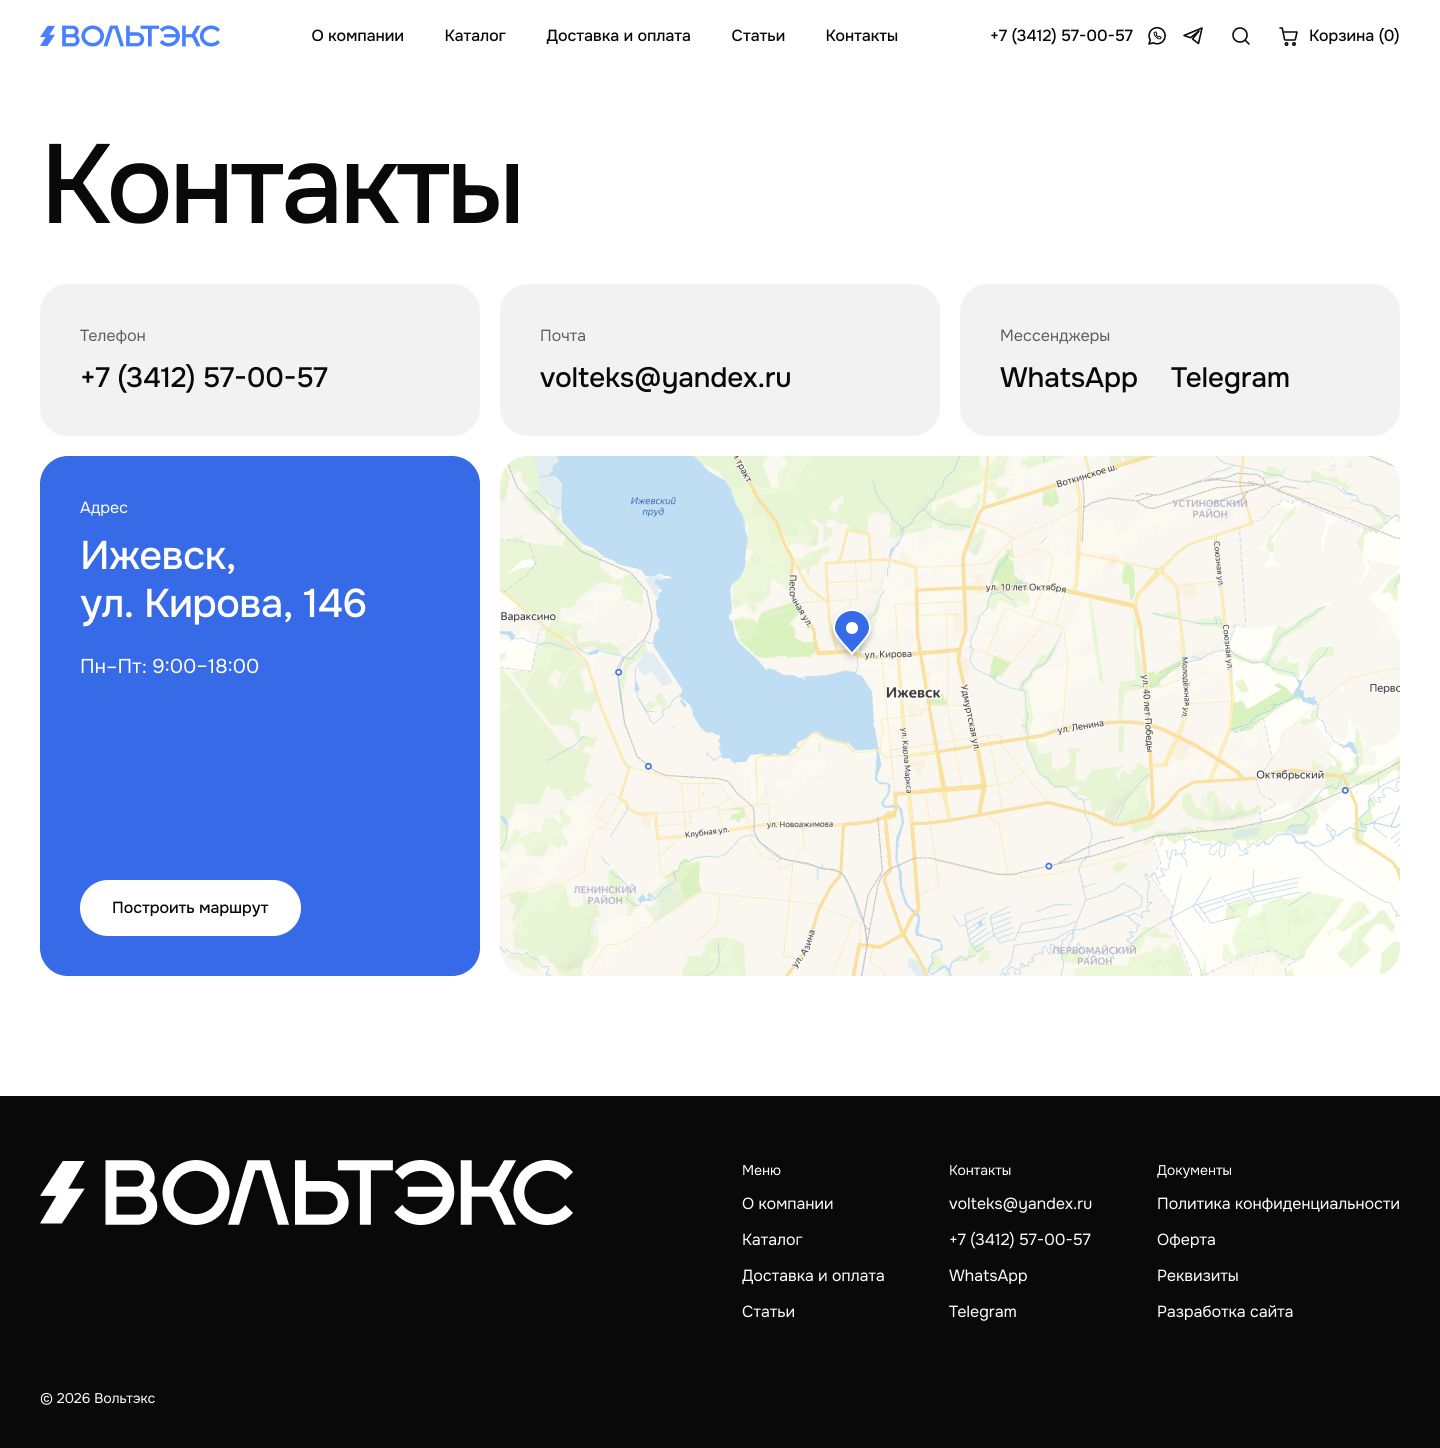 ВОЛЬТЭКС
О компании
Каталог
Доставка и оплата
Статьи
Контакты
+7 (3412) 57-00-57
Корзина (0)
Контакты
Телефон
+7 (3412) 57-00-57
Почта
volteks@yandex.ru
Мессенджеры
WhatsApp
Telegram
Адрес
Ижевск,
ул. Кирова, 146
Пн–Пт: 9:00–18:00
Построить маршрут
тракт
Воткинское ш.
Ижевский
пруд
УСТИНОВСКИЙ
РАЙОН
Союзная ул.
Песочная ул.
ул. 10 лет Октября
Вараксино
Союзная ул.
ул. Кирова
Молодёжная ул.
Ижевск
Удмуртская ул.
ул. 40 лет Победы
Перво
ул. Карла Маркса
ул. Ленина
Октябрьский
Клубная ул.
ул. Новоажимова
ЛЕНИНСКИЙ
РАЙОН
ул. Азина
ПЕРВОМАЙСКИЙ
РАЙОН
ВОЛЬТЭКС
Меню
О компании
Каталог
Доставка и оплата
Статьи
Контакты
volteks@yandex.ru
+7 (3412) 57-00-57
WhatsApp
Telegram
Документы
Политика конфиденциальности
Оферта
Реквизиты
Разработка сайта
© 2026 Вольтэкс